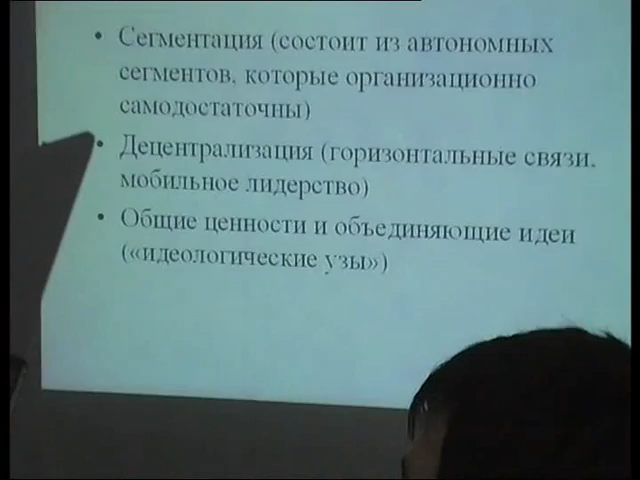 • Сегментация (состоит из автономных
сегментов, которые организационно
самодостаточны)
• Децентрализация (горизонтальные связи,
мобильное лидерство)
• Общие ценности и объединяющие идеи
(«идеологические узы»)